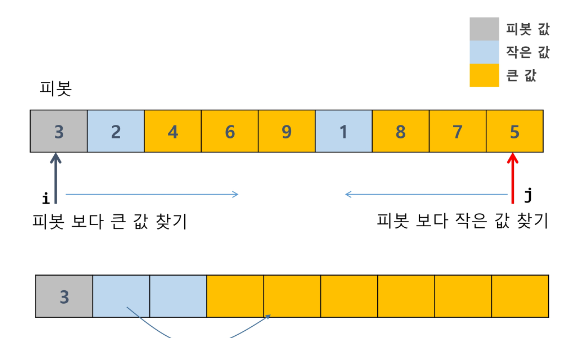 피봇 값
작은 값
큰 값
피봇
3 2 4 6 9 1 8 7 5
i j
피봇 보다 큰 값 찾기 피봇 보다 작은 값 찾기
3